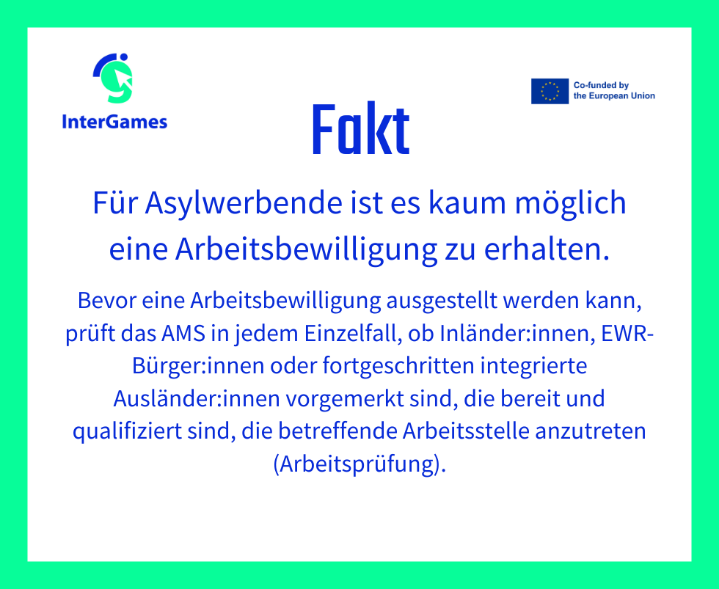 InterGames
Co-funded by
the European Union
Fakt
Für Asylwerbende ist es kaum möglich
eine Arbeitsbewilligung zu erhalten.
Bevor eine Arbeitsbewilligung ausgestellt werden kann,
prüft das AMS in jedem Einzelfall, ob Inländer:innen, EWR-
Bürger:innen oder fortgeschritten integrierte
Ausländer:innen vorgemerkt sind, die bereit und
qualifiziert sind, die betreffende Arbeitsstelle anzutreten
(Arbeitsprüfung).